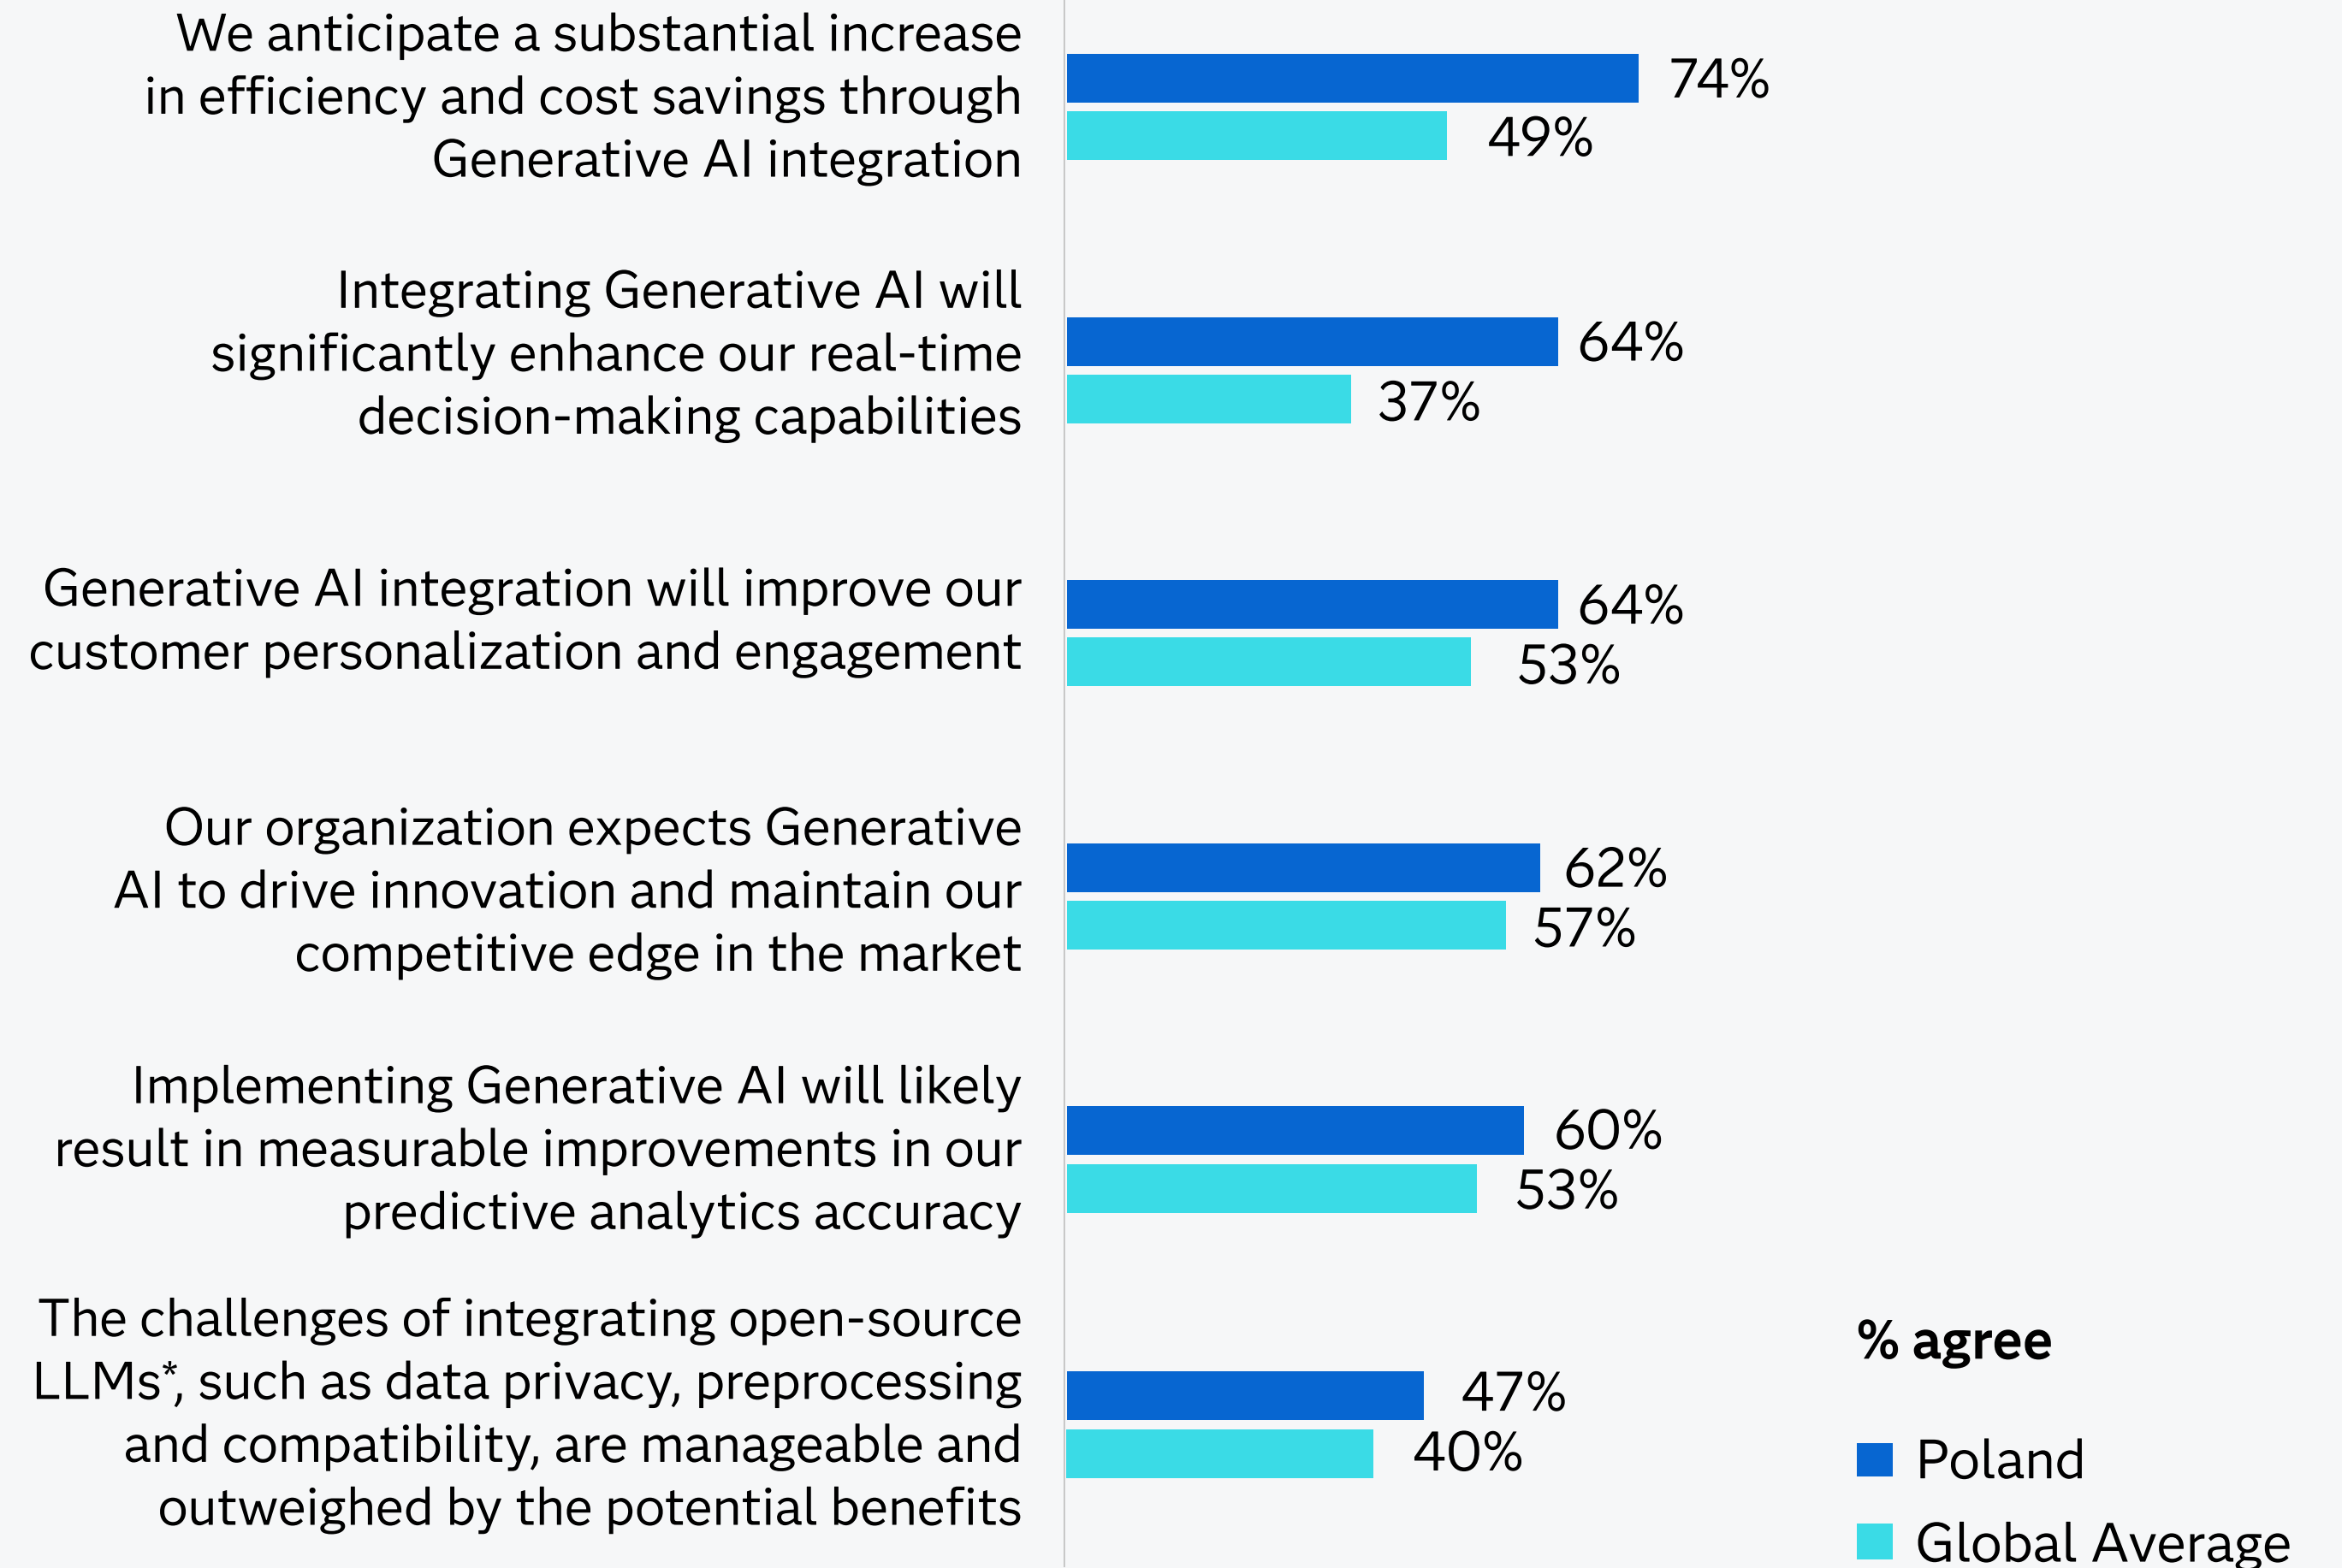 We anticipate a substantial increase
in efficiency and cost savings through
Generative AI integration
74%
49%
Integrating Generative AI will
significantly enhance our real-time
decision-making capabilities
64%
37%
Generative AI integration will improve our
customer personalization and engagement
64%
53%
Our organization expects Generative
AI to drive innovation and maintain our
competitive edge in the market
62%
57%
Implementing Generative AI will likely
result in measurable improvements in our
predictive analytics accuracy
60%
53%
The challenges of integrating open-source
LLMs*, such as data privacy, preprocessing
and compatibility, are manageable and
outweighed by the potential benefits
47%
40%
% agree
Poland
Global Average